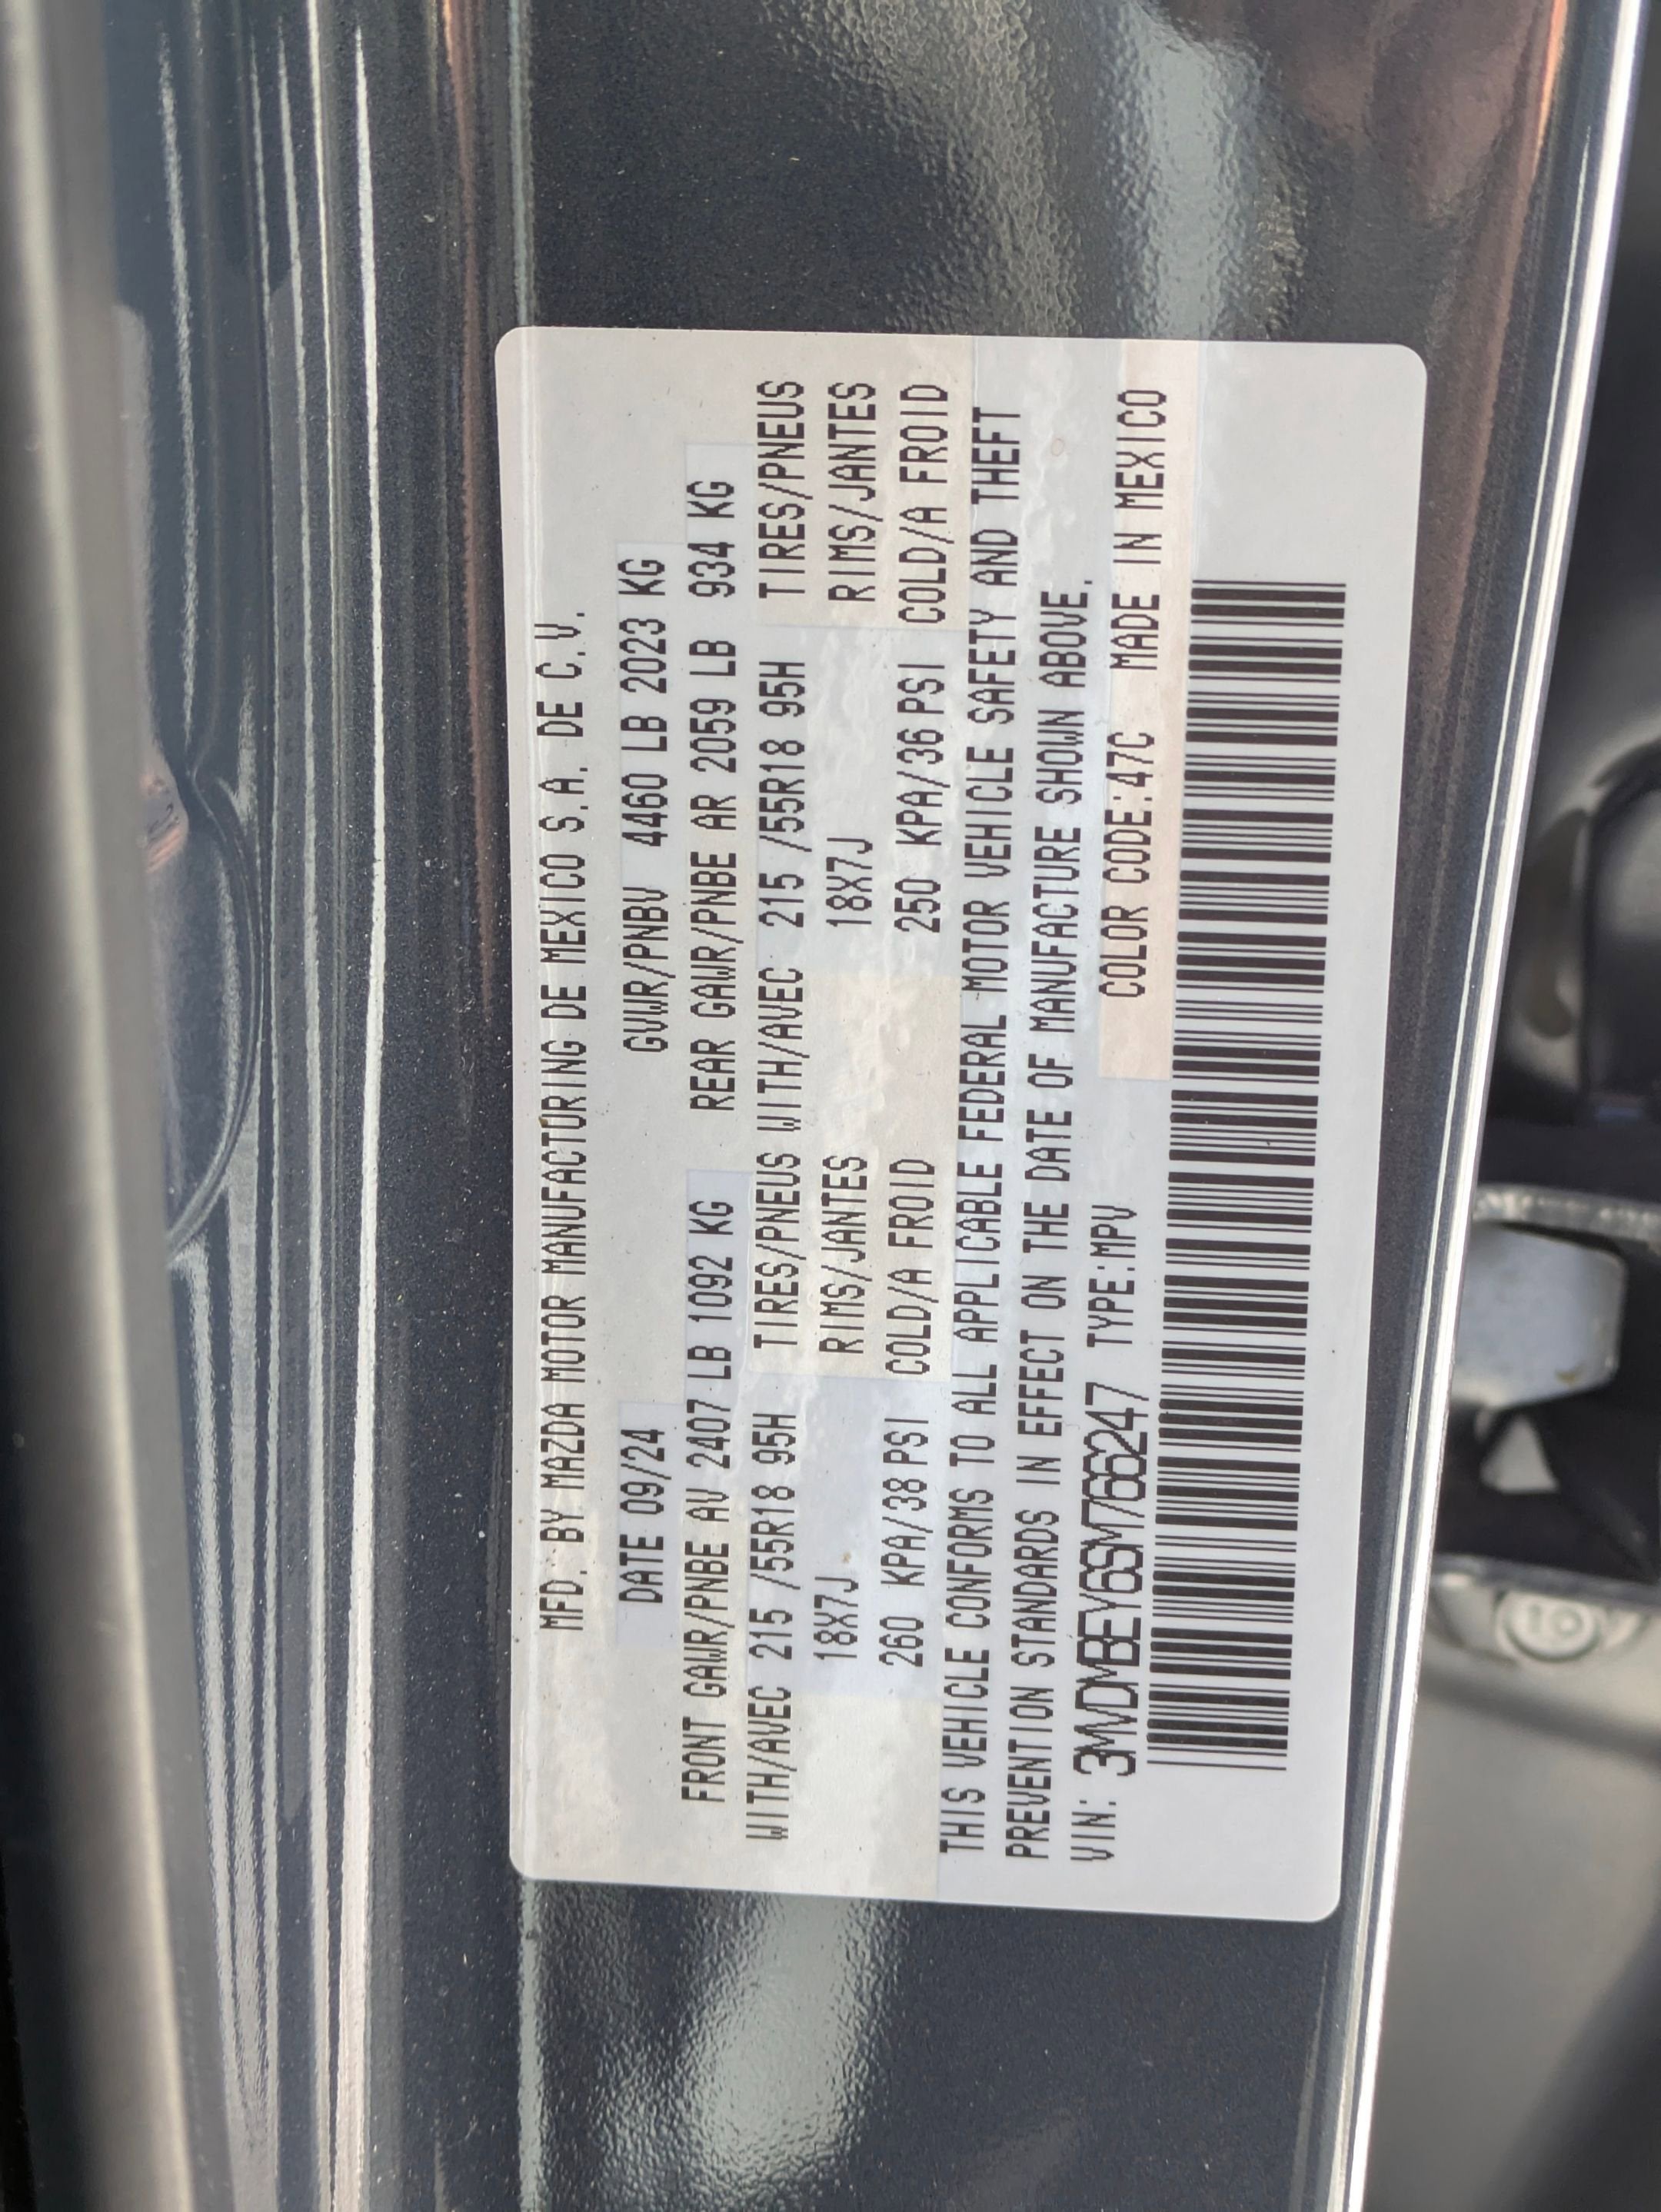 MFD. BY MAZDA MOTOR MANUFACTURING DE MEXICO S.A. DE C.V.
DATE 09/24 GVWR/PNBV 4460 LB 2023 KG
FRONT GAWR/PNBE AV 2407 LB 1092 KG REAR GAWR/PNBE AR 2059 LB 934 KG
WITH/AVEC 215 /55R18 95H TIRES/PNEUS WITH/AVEC 215 /55R18 95H TIRES/PNEUS
18X7J RIMS/JANTES 18X7J RIMS/JANTES
260 KPA/38 PSI COLD/A FROID 250 KPA/36 PSI COLD/A FROID
THIS VEHICLE CONFORMS TO ALL APPLICABLE FEDERAL MOTOR VEHICLE SAFETY AND THEFT
PREVENTION STANDARDS IN EFFECT ON THE DATE OF MANUFACTURE SHOWN ABOVE.
VIN: 3MVDMBEY6SM766247 TYPE:MPV COLOR CODE:47C MADE IN MEXICO